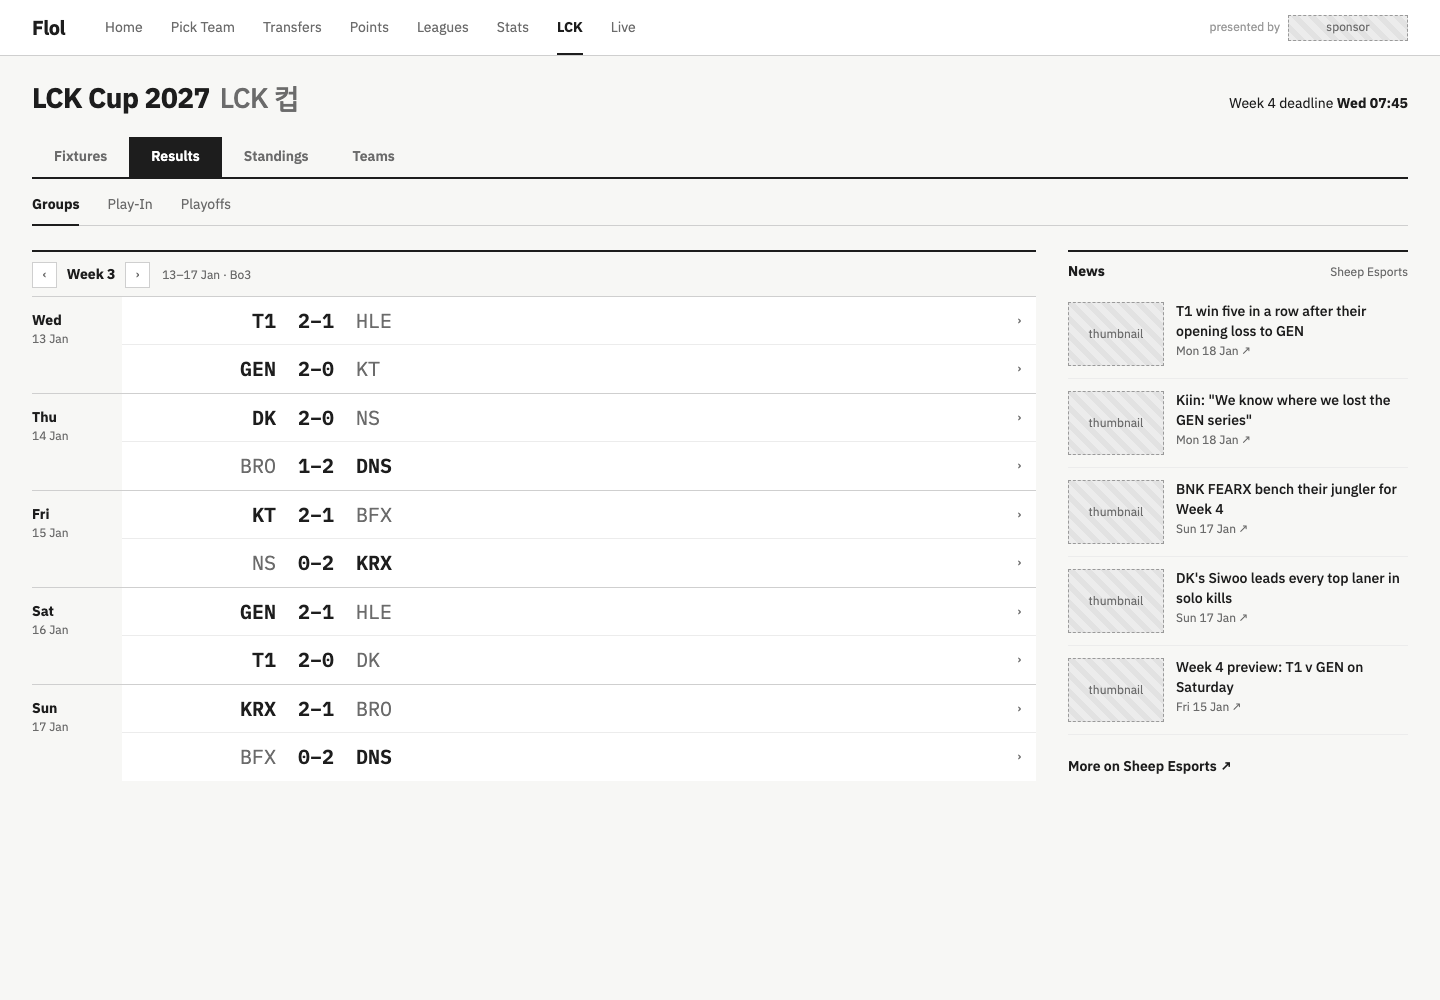 Flol Home Pick Team Transfers Points Leagues Stats LCK Live presented by sponsor
LCK Cup 2027 LCK 컵
Week 4 deadline Wed 07:45
Fixtures Results Standings Teams
Groups Play-In Playoffs
‹ Week 3 › 13–17 Jan · Bo3
Wed
13 Jan
T1 2–1 HLE ›
GEN 2–0 KT ›
Thu
14 Jan
DK 2–0 NS ›
BRO 1–2 DNS ›
Fri
15 Jan
KT 2–1 BFX ›
NS 0–2 KRX ›
Sat
16 Jan
GEN 2–1 HLE ›
T1 2–0 DK ›
Sun
17 Jan
KRX 2–1 BRO ›
BFX 0–2 DNS ›
News Sheep Esports
thumbnail
T1 win five in a row after their
opening loss to GEN
Mon 18 Jan ↗
thumbnail
Kiin: "We know where we lost the
GEN series"
Mon 18 Jan ↗
thumbnail
BNK FEARX bench their jungler for
Week 4
Sun 17 Jan ↗
thumbnail
DK's Siwoo leads every top laner in
solo kills
Sun 17 Jan ↗
thumbnail
Week 4 preview: T1 v GEN on
Saturday
Fri 15 Jan ↗
More on Sheep Esports ↗